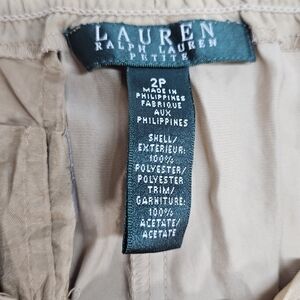 LAUREN
RALPH LAUREN
PETITE
2P
MADE IN
PHILIPPINES
FABRIQUE
AUX
PHILIPPINES
SHELL/
EXTERIEUR:
100%
POLYESTER/
POLYESTER
TRIM/
GARNITURE:
100%
ACETATE/
ACETATE